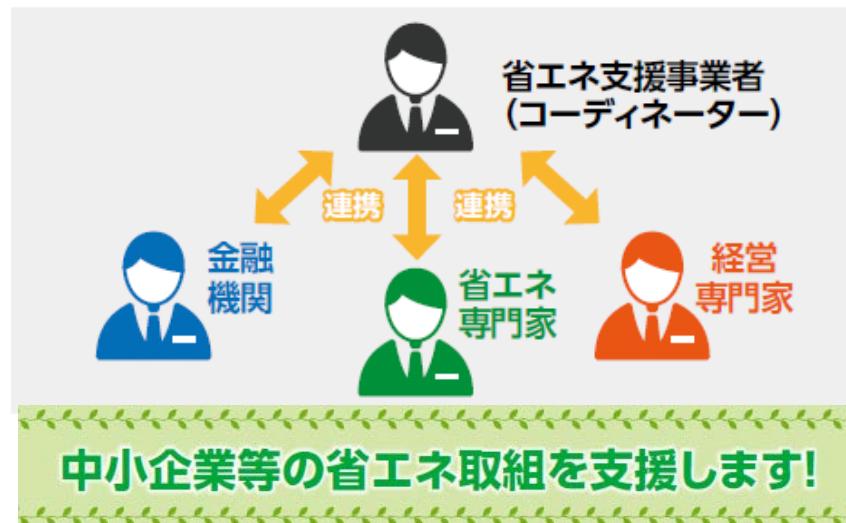 省エネ支援事業者
(コーディネーター)
連携
連携
金融
機関
省エネ
専門家
経営
専門家
中小企業等の省エネ取組を支援します!